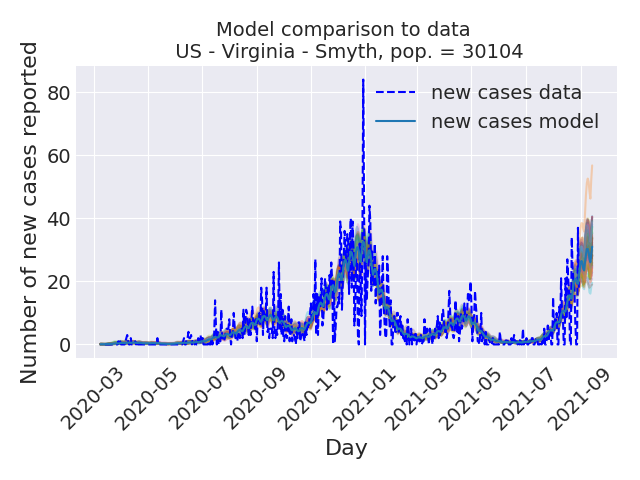 Model comparison to data
US - Virginia - Smyth, pop. = 30104
Number of new cases reported
80
60
40
20
0
new cases data
new cases model
2020-03
2020-05
2020-07
2020-09
2020-11
2021-01
2021-03
2021-05
2021-07
2021-09
Day